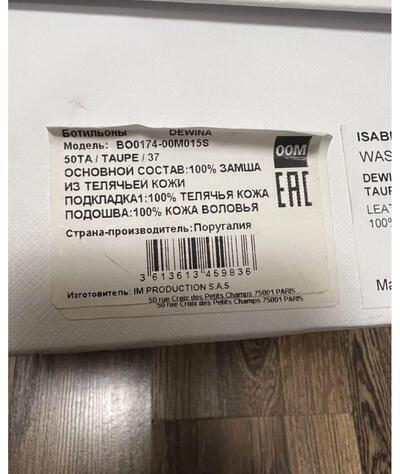 Ботильоны DEWINA
Модель: BO0174-00M015S
50TA / TAUPE / 37
ОСНОВНОЙ СОСТАВ:100% ЗАМША
ИЗ ТЕЛЯЧЬЕЙ КОЖИ
ПОДКЛАДКА1:100% ТЕЛЯЧЬЯ КОЖА
ПОДОШВА:100% КОЖА ВОЛОВЬЯ
Страна-производитель:Поругалия
3 613613 459836
Изготовитель: IM PRODUCTION S.A.S
50 rue Croix des Petits Champs 75001 PARIS
50 rue Croix des Petits Champs 75001 PARIS
00M
EAC
ISAB
WAS
DEWI
TAUP
LEAT
100%
Ma